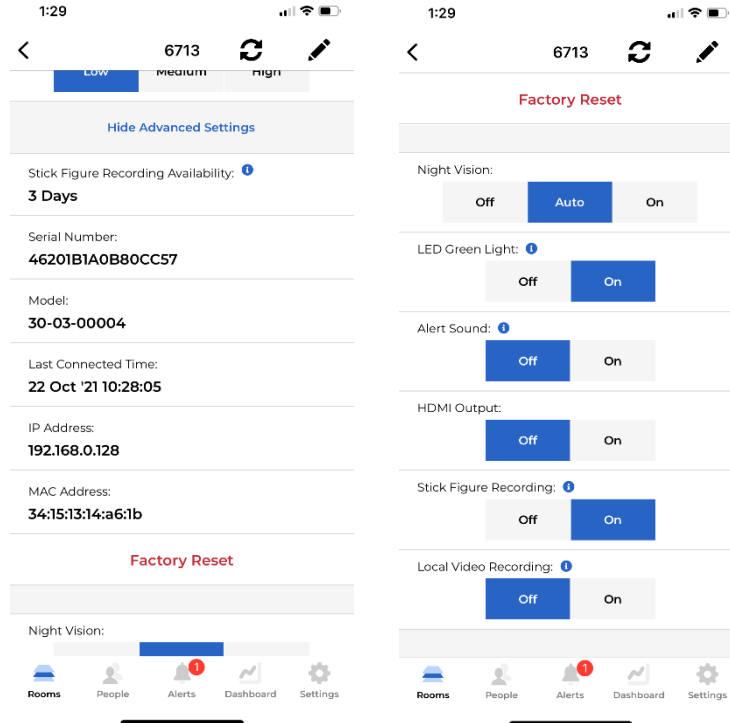 1:29
6713
Low Medium High
Hide Advanced Settings
Stick Figure Recording Availability:
3 Days
Serial Number:
46201B1A0B80CC57
Model:
30-03-00004
Last Connected Time:
22 Oct '21 10:28:05
IP Address:
192.168.0.128
MAC Address:
34:15:13:14:a6:1b
Factory Reset
Night Vision:
1
Rooms People Alerts Dashboard Settings
1:29
6713
Factory Reset
Night Vision:
Off Auto On
LED Green Light:
Off On
Alert Sound:
Off On
HDMI Output:
Off On
Stick Figure Recording:
Off On
Local Video Recording:
Off On
1
Rooms People Alerts Dashboard Settings